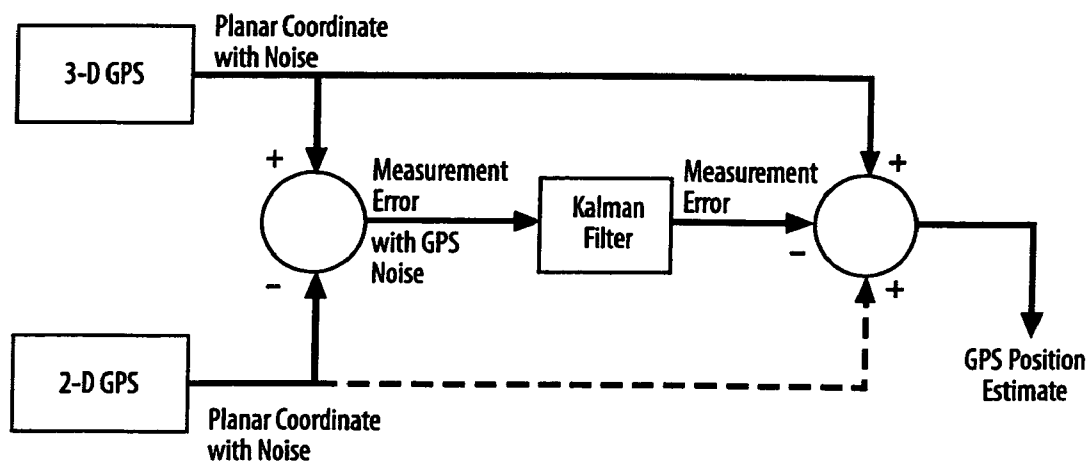 Planar Coordinate
with Noise
3-D GPS
+
Measurement
Error
with GPS
Noise
Kalman
Filter
Measurement
Error
+
-
+
-
2-D GPS
Planar Coordinate
with Noise
GPS Position
Estimate